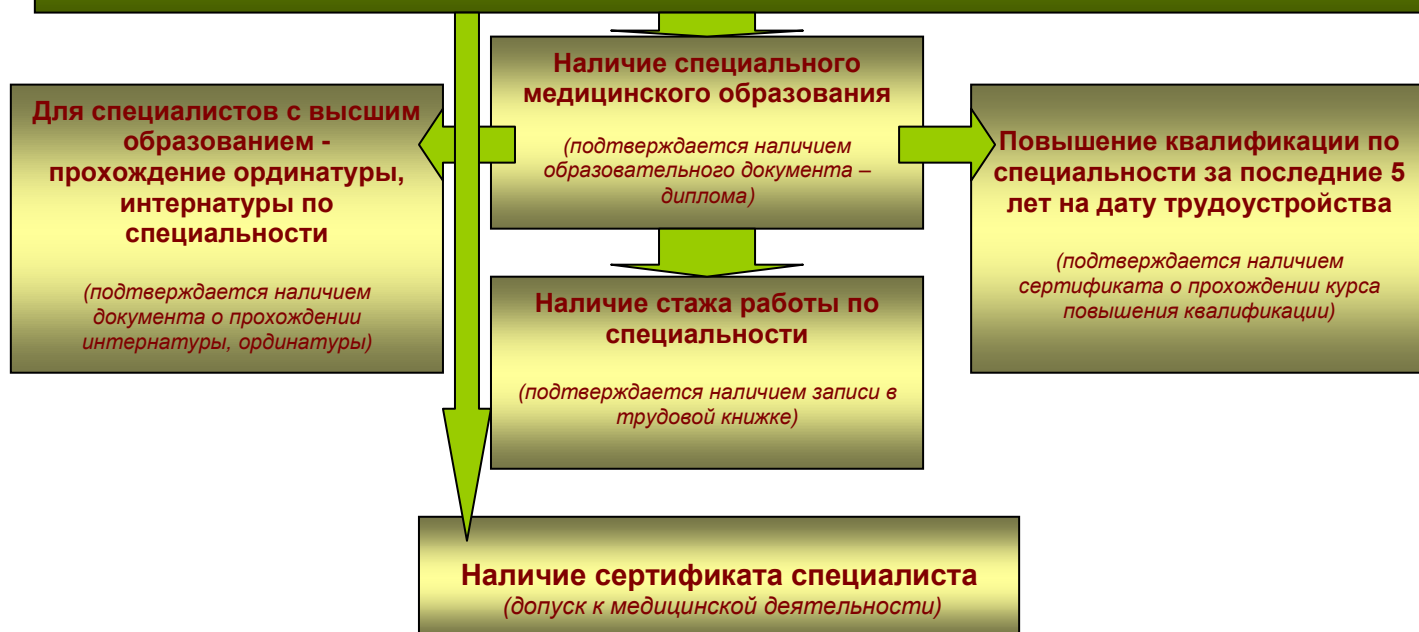 Наличие специального
медицинского образования
(подтверждается наличием
образовательного документа –
диплома)
Для специалистов с высшим
образованием -
прохождение ординатуры,
интернатуры по
специальности
(подтверждается наличием
документа о прохождении
интернатуры, ординатуры)
Повышение квалификации по
специальности за последние 5
лет на дату трудоустройства
(подтверждается наличием
сертификата о прохождении курса
повышения квалификации)
Наличие стажа работы по
специальности
(подтверждается наличием записи в
трудовой книжке)
Наличие сертификата специалиста
(допуск к медицинской деятельности)